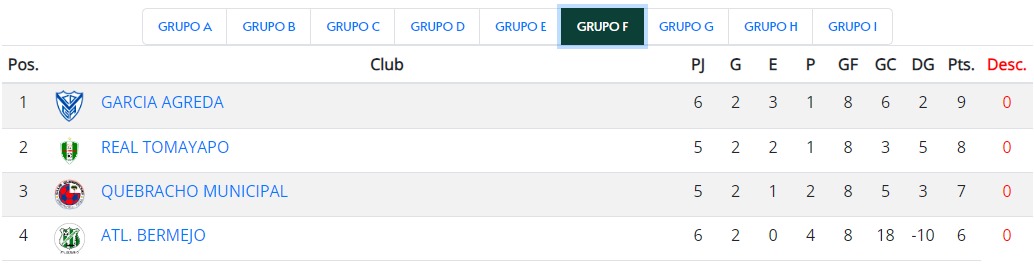 GRUPO A GRUPO B GRUPO C GRUPO D GRUPO E GRUPO F GRUPO G GRUPO H GRUPO I
Pos. Club PJ G E P GF GC DG Pts. Desc.
1 GARCIA AGREDA 6 2 3 1 8 6 2 9 0
2 REAL TOMAYAPO 5 2 2 1 8 3 5 8 0
3 QUEBRACHO MUNICIPAL 5 2 1 2 8 5 3 7 0
4 ATL. BERMEJO 6 2 0 4 8 18 -10 6 0